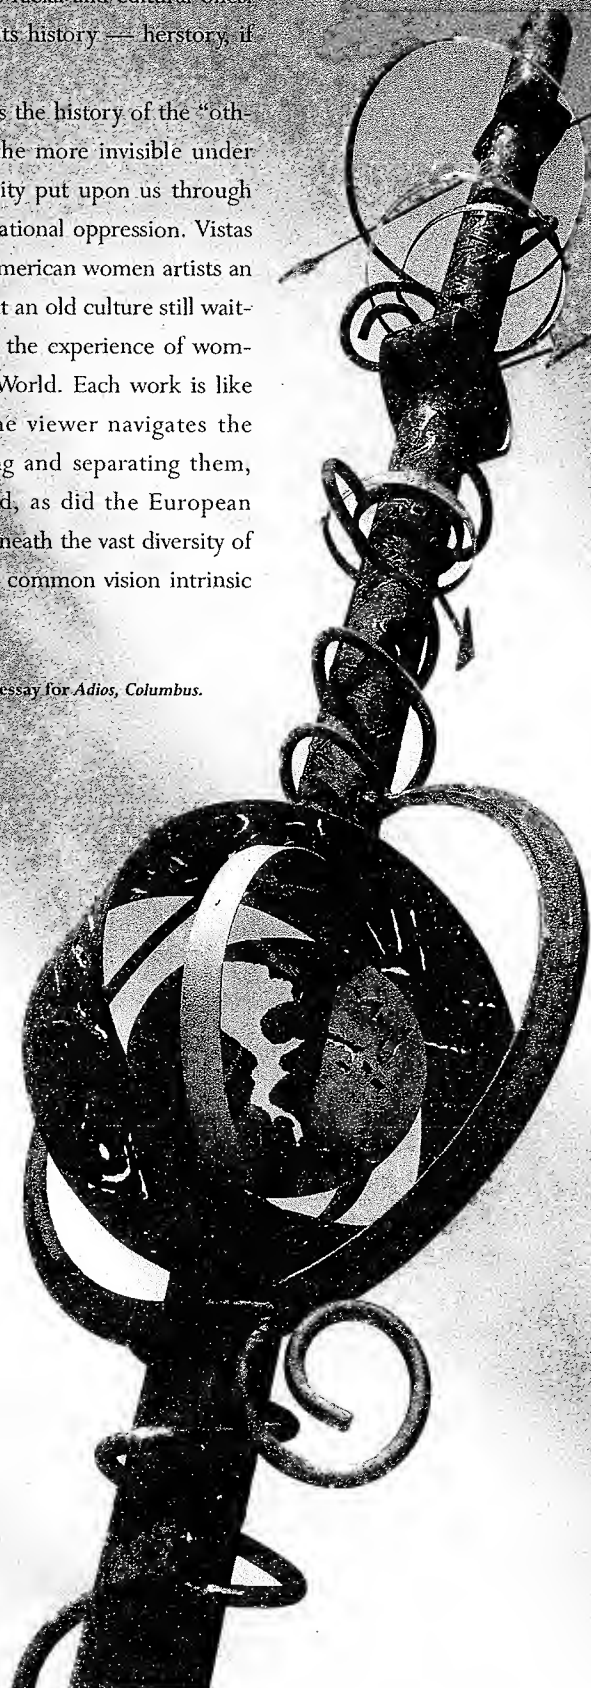 ts history — herstory, if
s the history of the “oth-
he more invisible under
ity put upon us through
ational oppression. Vistas
merican women artists an
t an old culture still wait-
the experience of wom-
World. Each work is like
e viewer navigates the
g and separating them,
d, as did the European
neath the vast diversity of
common vision intrinsic
essay for Adios, Columbus.